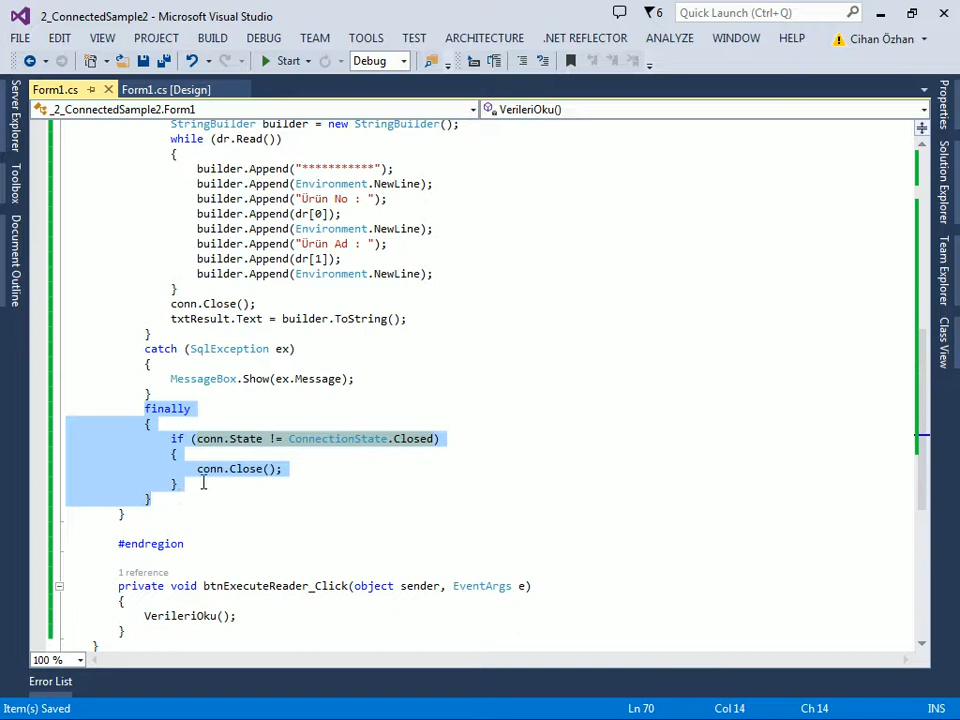 2_ConnectedSample2 - Microsoft Visual Studio
6
Quick Launch (Ctrl+Q)
FILE EDIT VIEW PROJECT BUILD DEBUG TEAM TOOLS TEST ARCHITECTURE .NET REFLECTOR ANALYZE WINDOW HELP Cihan Özhan
Start Debug
Form1.cs Form1.cs [Design]
_2_ConnectedSample2.Form1 VerileriOku()
Server Explorer
Toolbox
Document Outline
Properties
Solution Explorer
Team Explorer
Class View
StringBuilder builder = new StringBuilder();
while (dr.Read())
{
builder.Append("***********");
builder.Append(Environment.NewLine);
builder.Append("Ürün No : ");
builder.Append(dr[0]);
builder.Append(Environment.NewLine);
builder.Append("Ürün Ad : ");
builder.Append(dr[1]);
builder.Append(Environment.NewLine);
}
conn.Close();
txtResult.Text = builder.ToString();
}
catch (SqlException ex)
{
MessageBox.Show(ex.Message);
}
finally
{
if (conn.State != ConnectionState.Closed)
{
conn.Close();
}
}
}
#endregion
1 reference
private void btnExecuteReader_Click(object sender, EventArgs e)
{
VerileriOku();
}
}
100 %
Error List
Item(s) Saved Ln 70 Col 14 Ch 14 INS